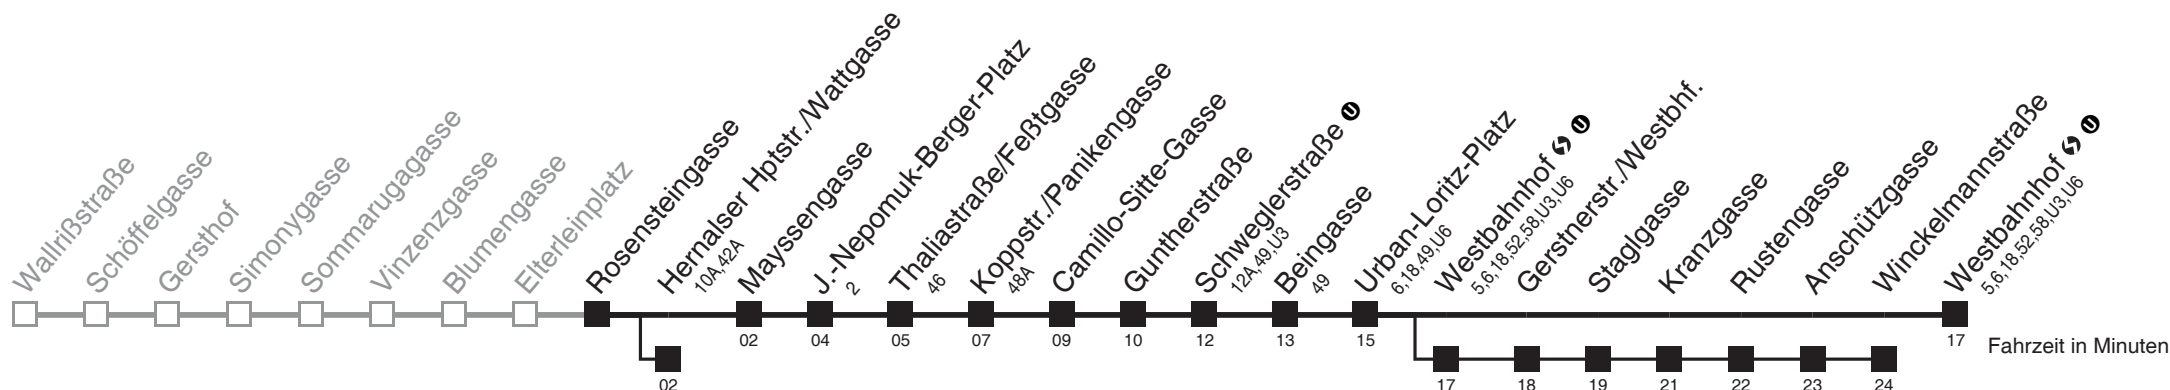 Wallrißstraße
Schöffelgasse
Gersthof
Simonygasse
Sommarugagasse
Vinzenzgasse
Blumengasse
Elterleinplatz
Rosensteingasse
Hernalser Hptstr./Wattgasse
10A,42A
02
Mayssengasse
02
J.-Nepomuk-Berger-Platz
2
04
Thaliastraße/Feßtgasse
46
05
Koppstr./Panikengasse
48A
07
Camillo-Sitte-Gasse
09
Guntherstraße
10
Schweglerstraße U
12A,49,U3
12
Beingasse
49
13
Urban-Loritz-Platz
6,18,49,U6
15
Westbahnhof U
5,6,18,52,58,U3,U6
17
Gerstnerstr./Westbhf.
18
Staglgasse
19
Kranzgasse
21
Rustengasse
22
Anschützgasse
23
Winckelmannstraße
24
Westbahnhof U
5,6,18,52,58,U3,U6
17
Fahrzeit in Minuten